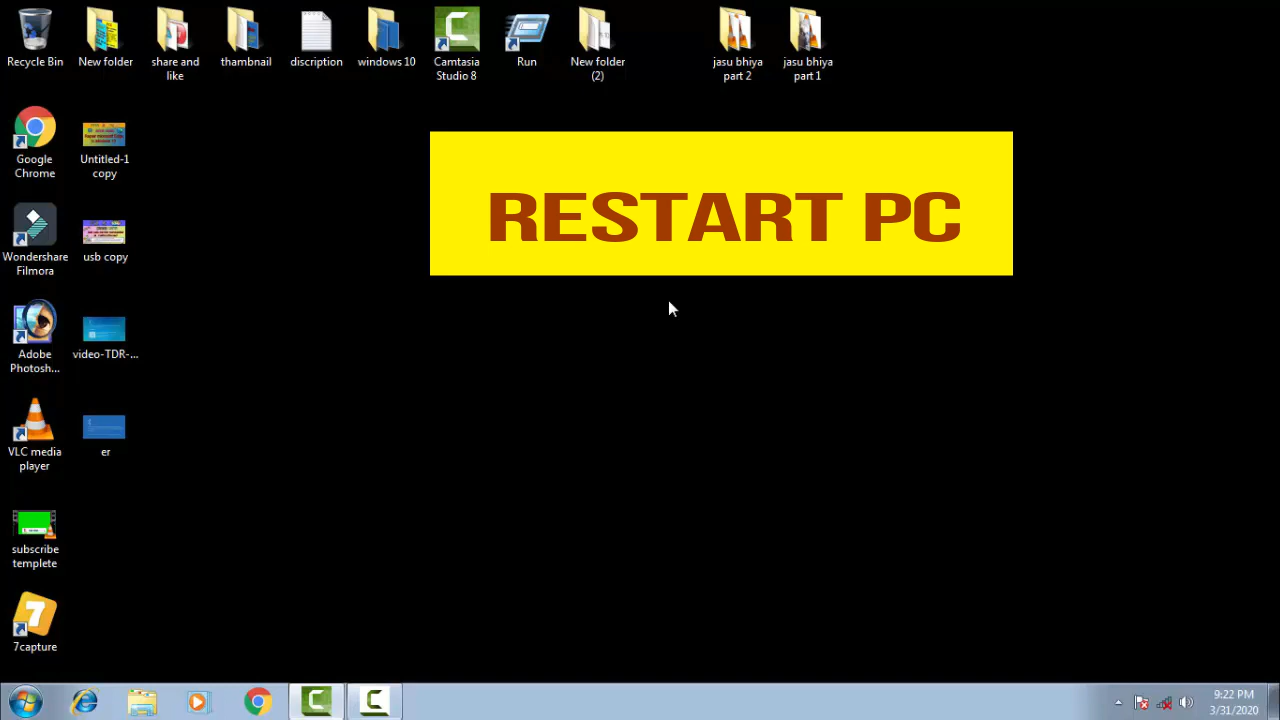 Recycle Bin
New folder
share and
like
thumbnail
discription
windows 10
Camtasia
Studio 8
Run
New folder
(2)
jasu bhiya
part 2
jasu bhiya
part 1
Google
Chrome
Untitled-1
copy
RESTART PC
Wondershare
Filmora
usb copy
Adobe
Photosh...
video-TDR-...
VLC media
player
er
subscribe
templete
7
7capture
9:22 PM
3/31/2020